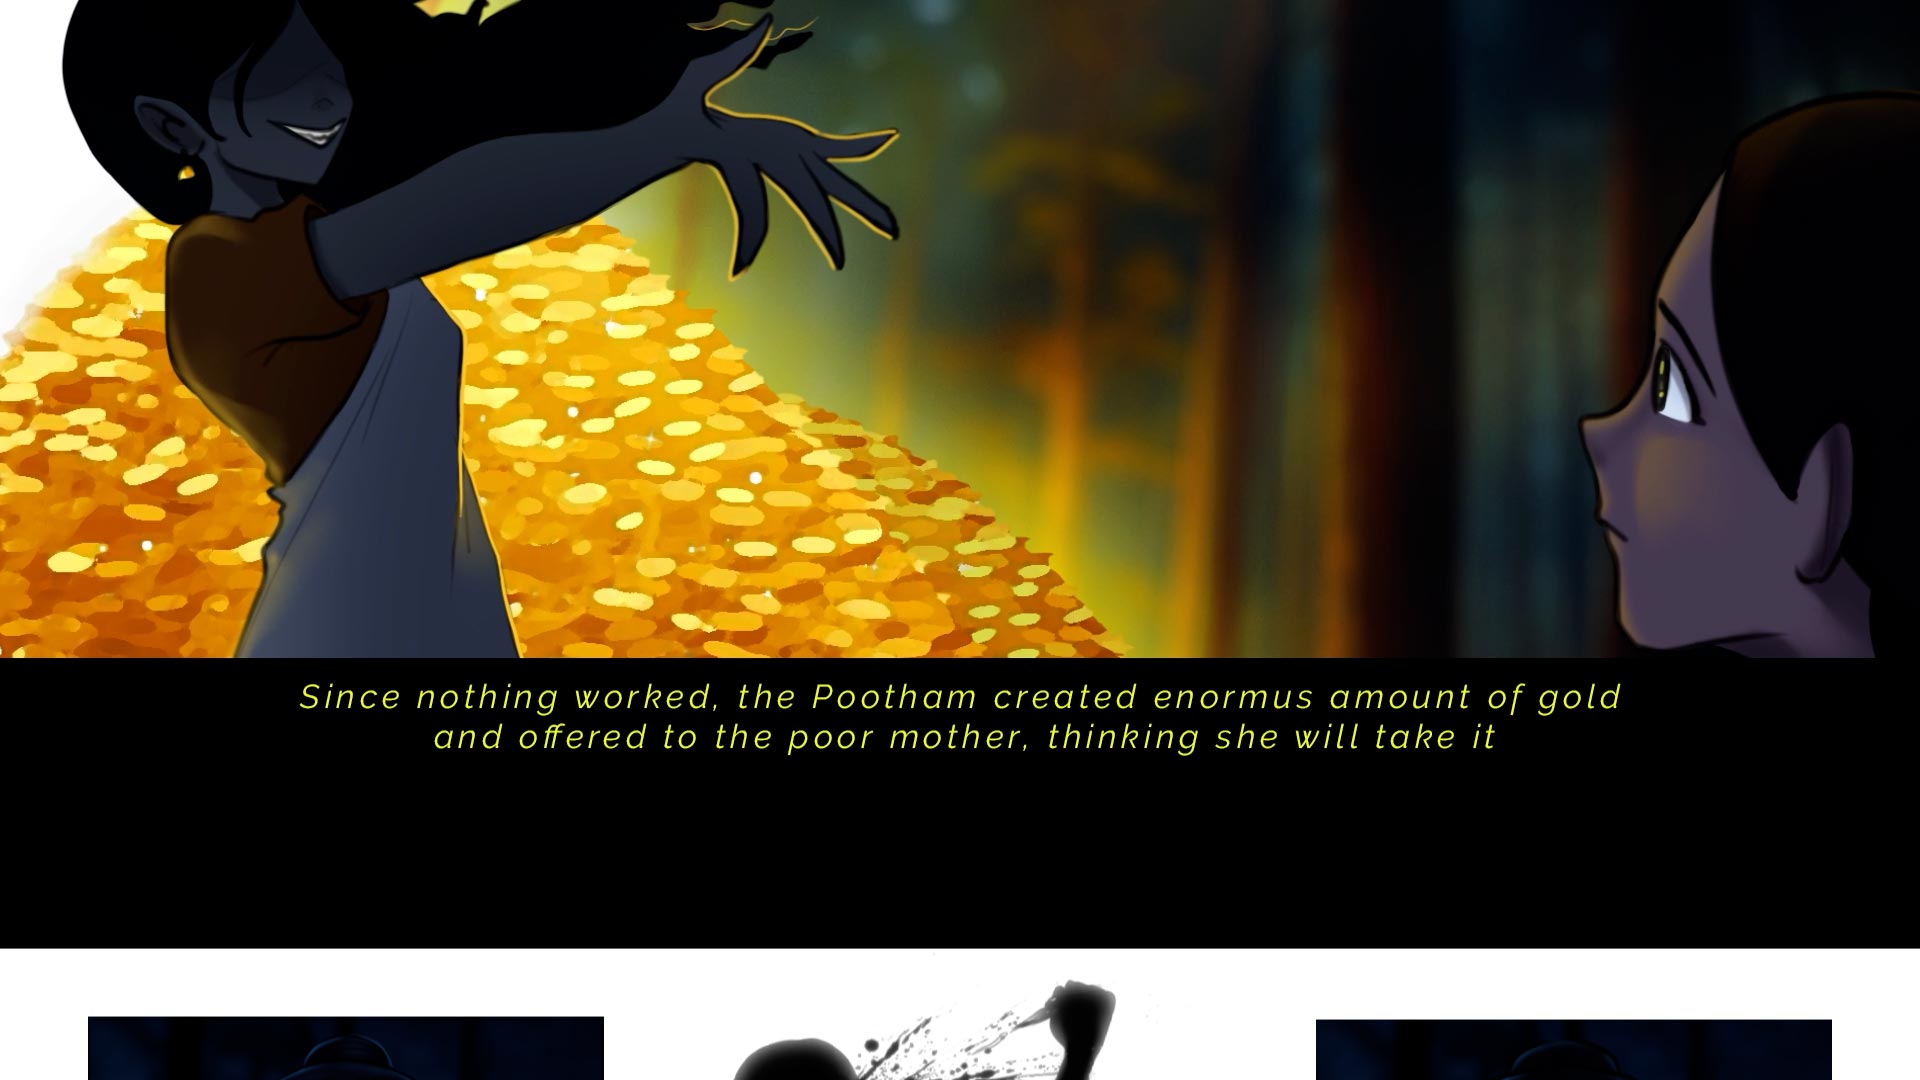 Since nothing worked, the Pootham created enormus amount of gold
and offered to the poor mother, thinking she will take it